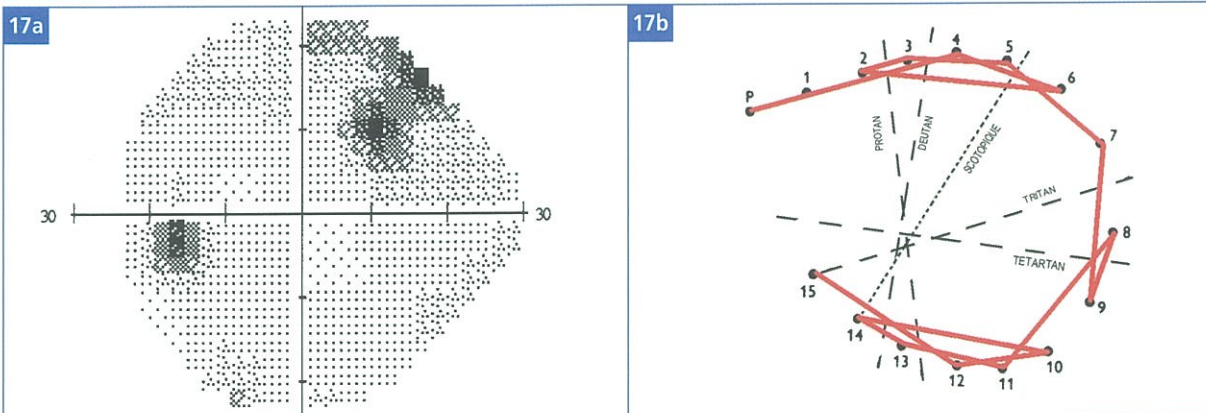 17a
30
30
17b
P
1
2
3
4
5
6
7
8
9
10
11
12
13
14
15
PROTAN
DEUTAN
SCOTOPIQUE
TRITAN
TETARTAN